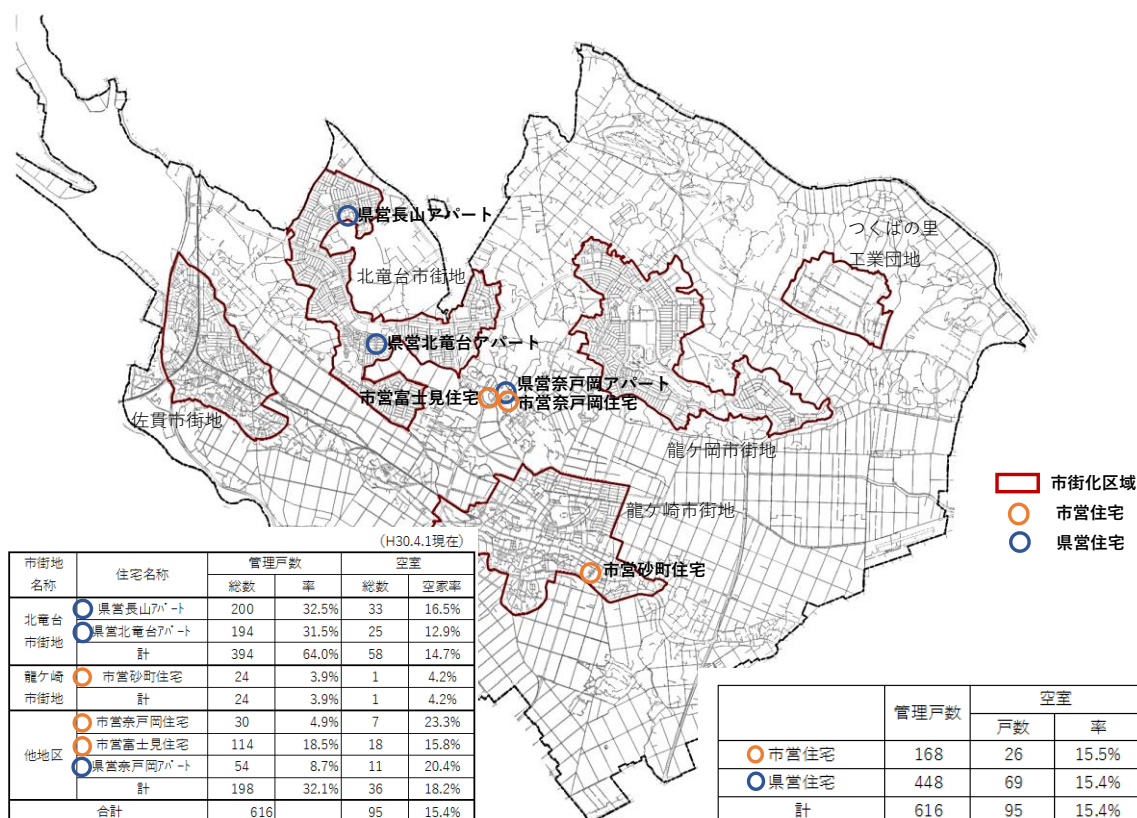 県営長山アパート
つくばの里
工業団地
北竜台市街地
県営北竜台アパート
県営奈戸岡アパート
市営富士見住宅
市営奈戸岡住宅
佐貫市街地
龍ケ岡市街地
市街化区域
龍ケ崎市街地
市営住宅
県営住宅
市営砂町住宅
（H30.4.1現在）
市街地名称 住宅名称 管理戸数 空室
総数 率 総数 空家率
北竜台市街地 県営長山ｱﾊﾟｰﾄ 200 32.5% 33 16.5%
県営北竜台ｱﾊﾟｰﾄ 194 31.5% 25 12.9%
計 394 64.0% 58 14.7%
龍ケ崎市街地 市営砂町住宅 24 3.9% 1 4.2%
計 24 3.9% 1 4.2%
他地区 市営奈戸岡住宅 30 4.9% 7 23.3%
市営富士見住宅 114 18.5% 18 15.8%
県営奈戸岡ｱﾊﾟｰﾄ 54 8.7% 11 20.4%
計 198 32.1% 36 18.2%
合計 616 95 15.4%
管理戸数 空室
戸数 率
市営住宅 168 26 15.5%
県営住宅 448 69 15.4%
計 616 95 15.4%